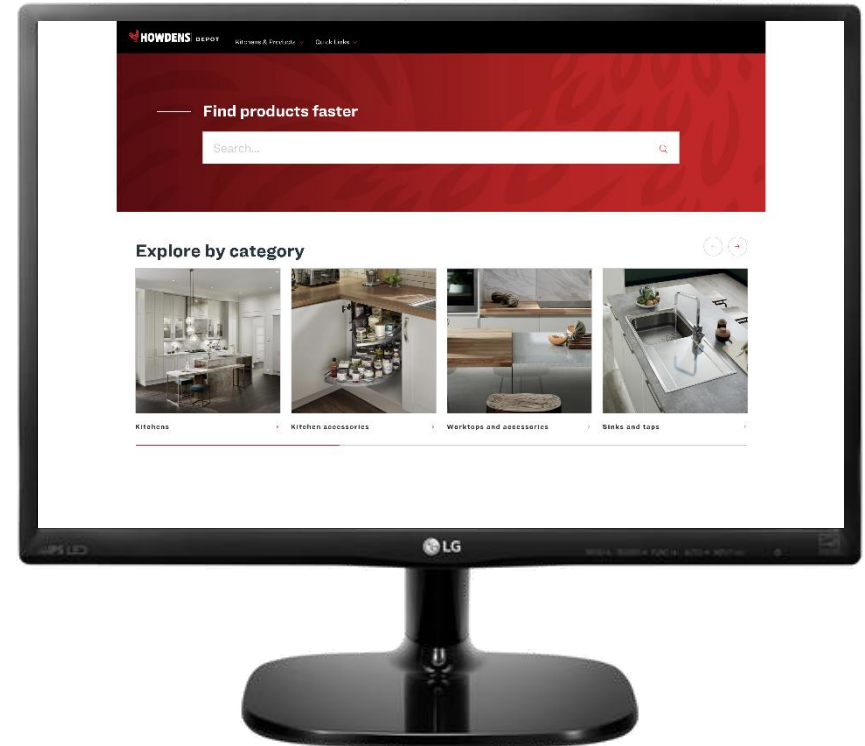 HOWDENS DEPOT Kitchens & Products Quick Links
Find products faster
Search...
Explore by category
Kitchens
Kitchen accessories
Worktops and accessories
Sinks and taps
LG